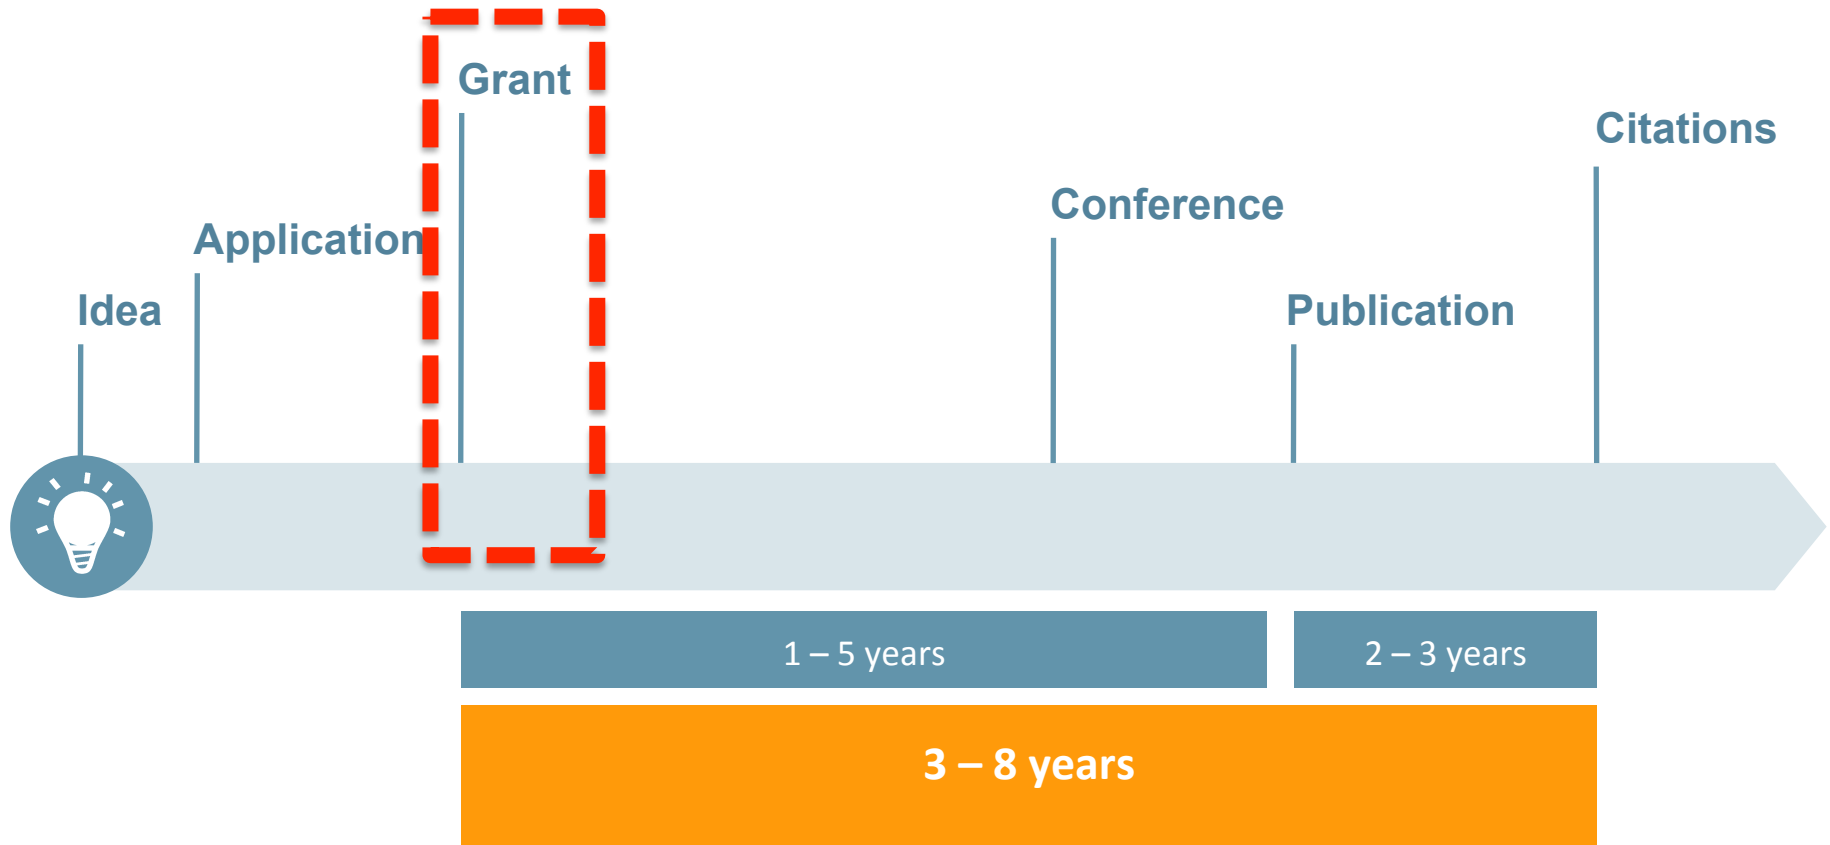 Grant
Citations
Conference
Application
Idea
Publication
1 – 5 years
2 – 3 years
3 – 8 years